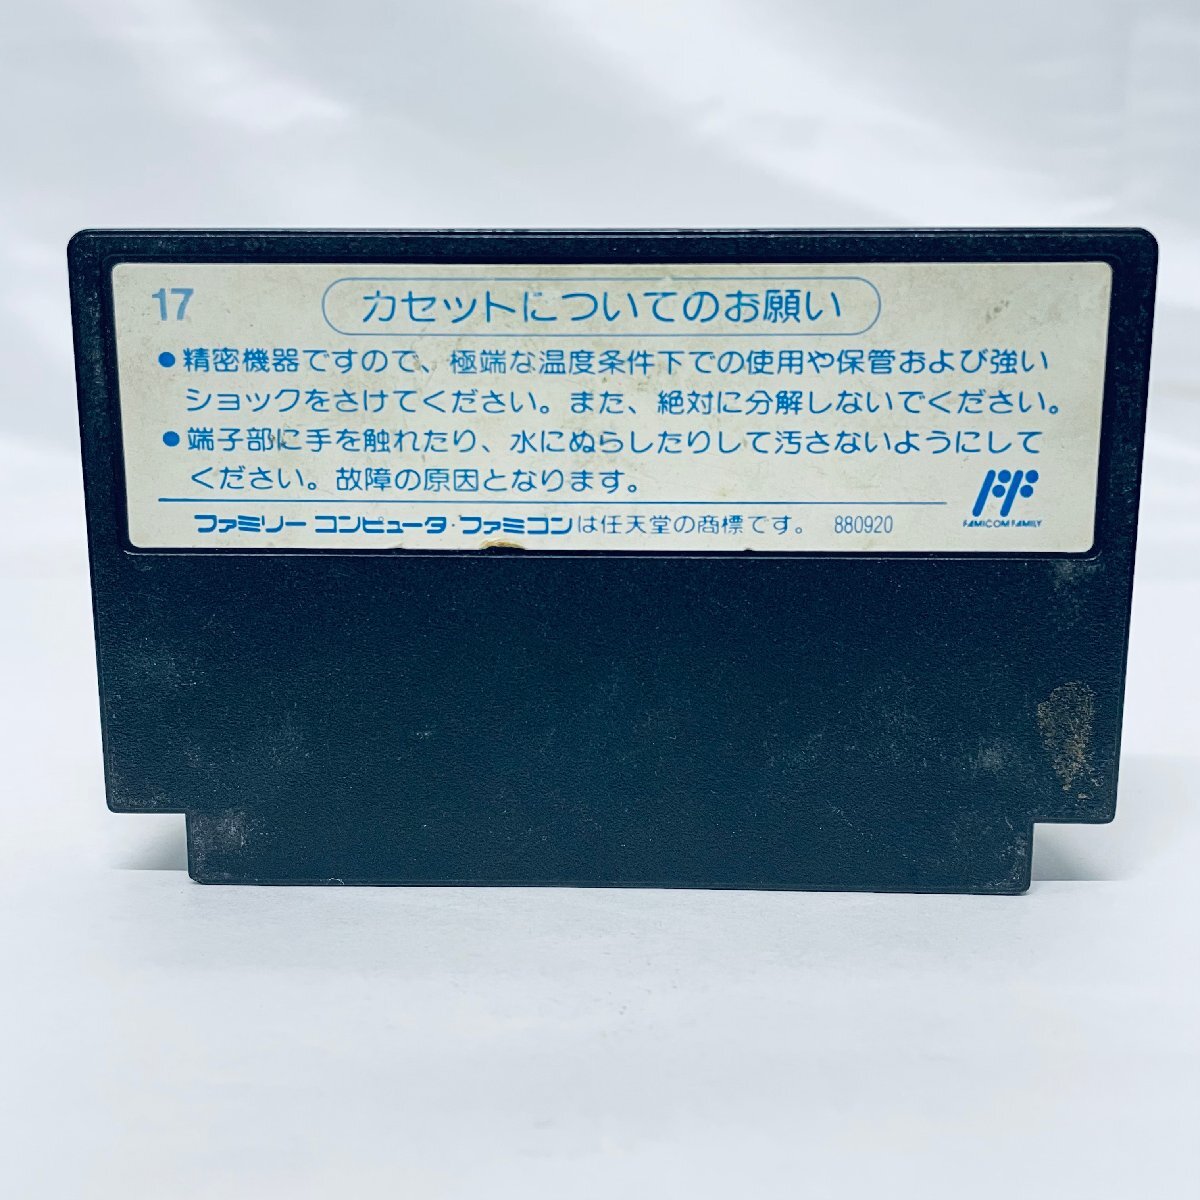 17
カセットについてのお願い
●精密機器ですので、極端な温度条件下での使用や保管および強い
ショックをさけてください。また、絶対に分解しないでください。
●端子部に手を触れたり、水にぬらしたりして汚さないようにして
ください。故障の原因となります。
FAMICOM FAMILY
ファミリーコンピュータ・ファミコンは任天堂の商標です。 880920